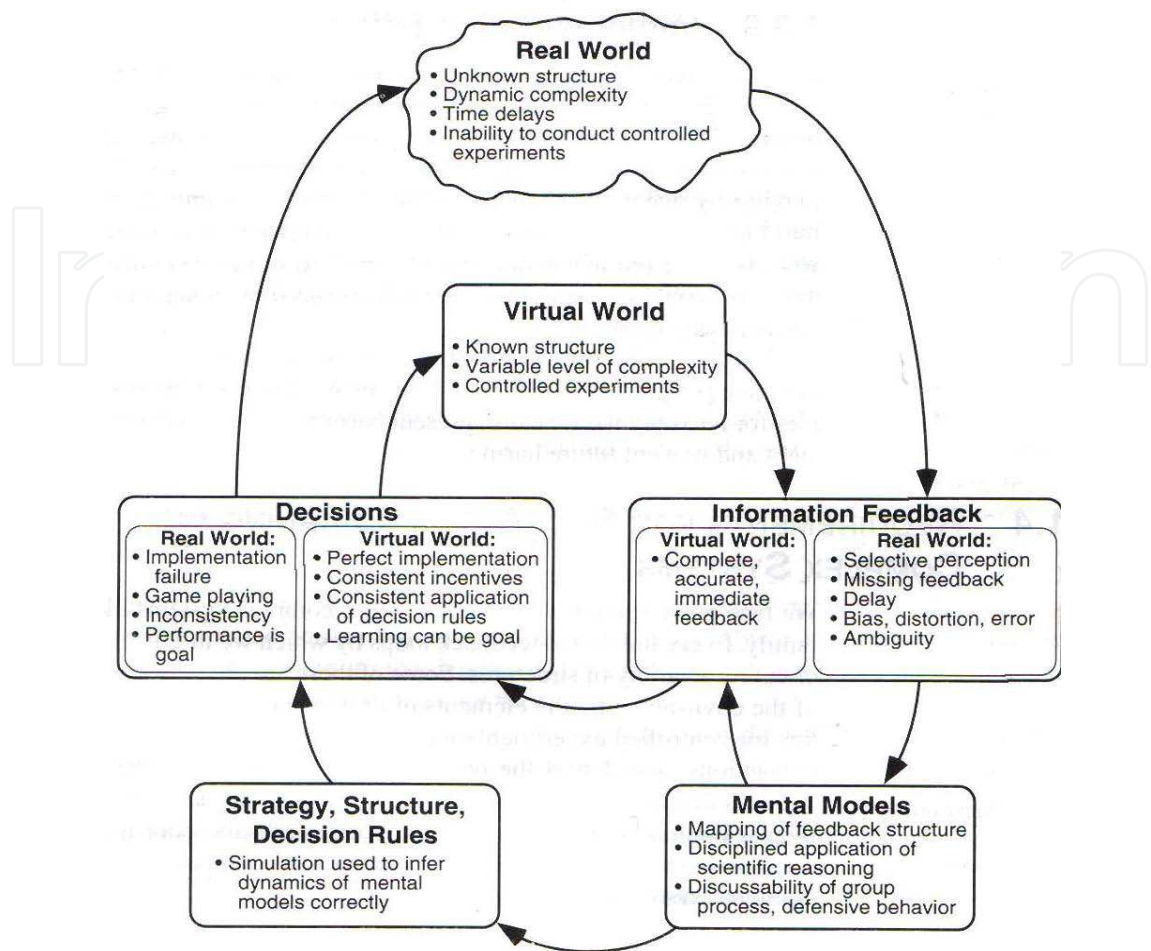 Real World
• Unknown structure
• Dynamic complexity
• Time delays
• Inability to conduct controlled
experiments
Virtual World
• Known structure
• Variable level of complexity
• Controlled experiments
Decisions
Real World:
• Implementation
failure
• Game playing
• Inconsistency
• Performance is
goal
Virtual World:
• Perfect implementation
• Consistent incentives
• Consistent application
of decision rules
• Learning can be goal
Information Feedback
Virtual World:
• Complete,
accurate,
immediate
feedback
Real World:
• Selective perception
• Missing feedback
• Delay
• Bias, distortion, error
• Ambiguity
Strategy, Structure,
Decision Rules
• Simulation used to infer
dynamics of mental
models correctly
Mental Models
• Mapping of feedback structure
• Disciplined application of
scientific reasoning
• Discussability of group
process, defensive behavior